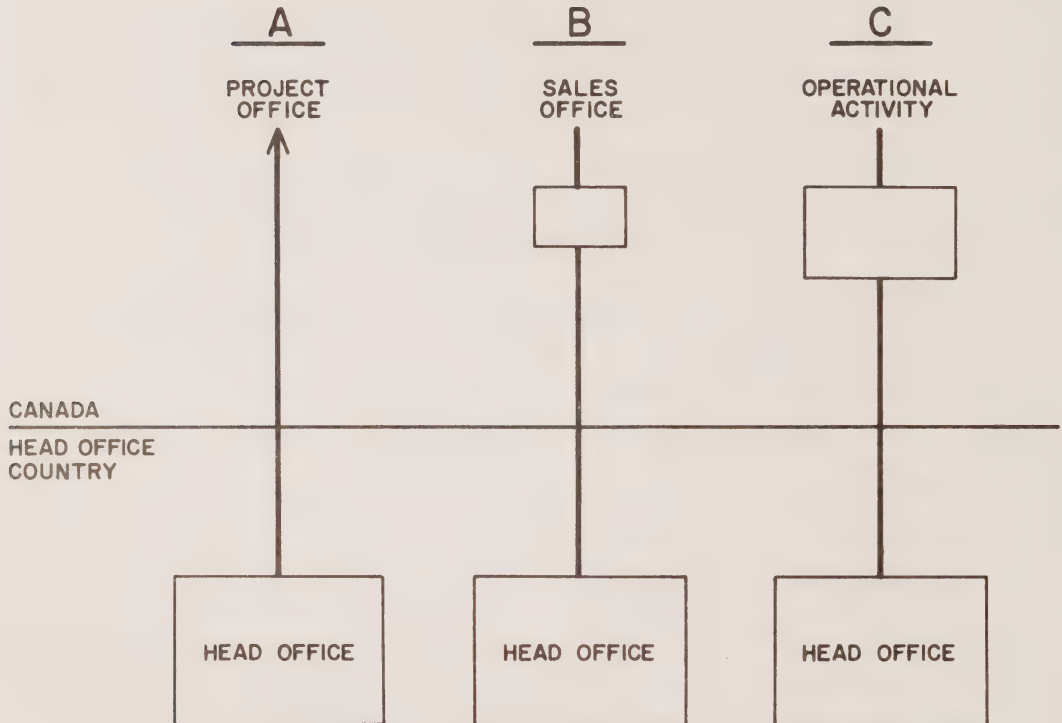 A
PROJECT
OFFICE
B
SALES
OFFICE
C
OPERATIONAL
ACTIVITY
CANADA
HEAD OFFICE
COUNTRY
HEAD OFFICE
HEAD OFFICE
HEAD OFFICE